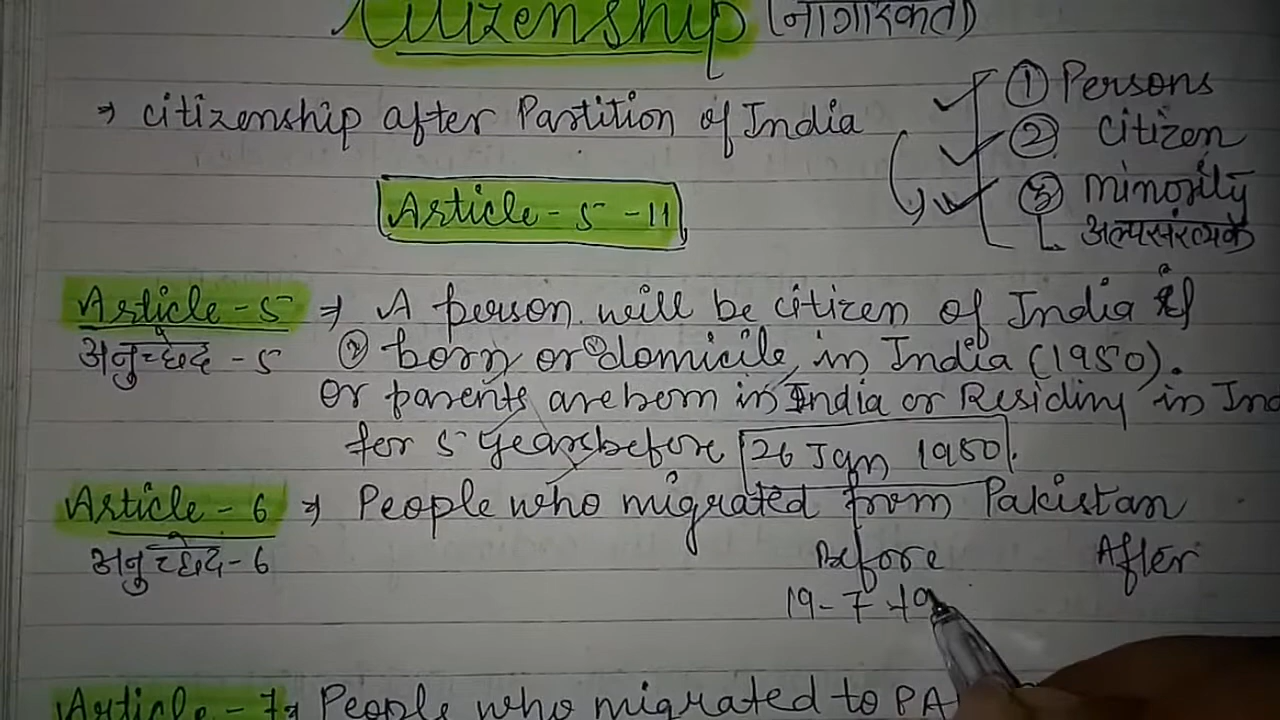 Citizenship (नागरिकता)
⇒ citizenship after Partition of India
① Persons
② citizen
③ minority
अल्पसंख्यक
Article - 5 - 11
Article - 5 ⇒ A person will be citizen of India if
अनुच्छेद - 5 ② born or ① domicile in India (1950).
or parents are born in India or Residing in Ind
for 5 years before 26 Jan 1950.
Article - 6 ⇒ People who migrated from Pakistan
अनुच्छेद - 6
Before After
19 - 7 - 19
Article - 7 ⇒ People who migrated to PA